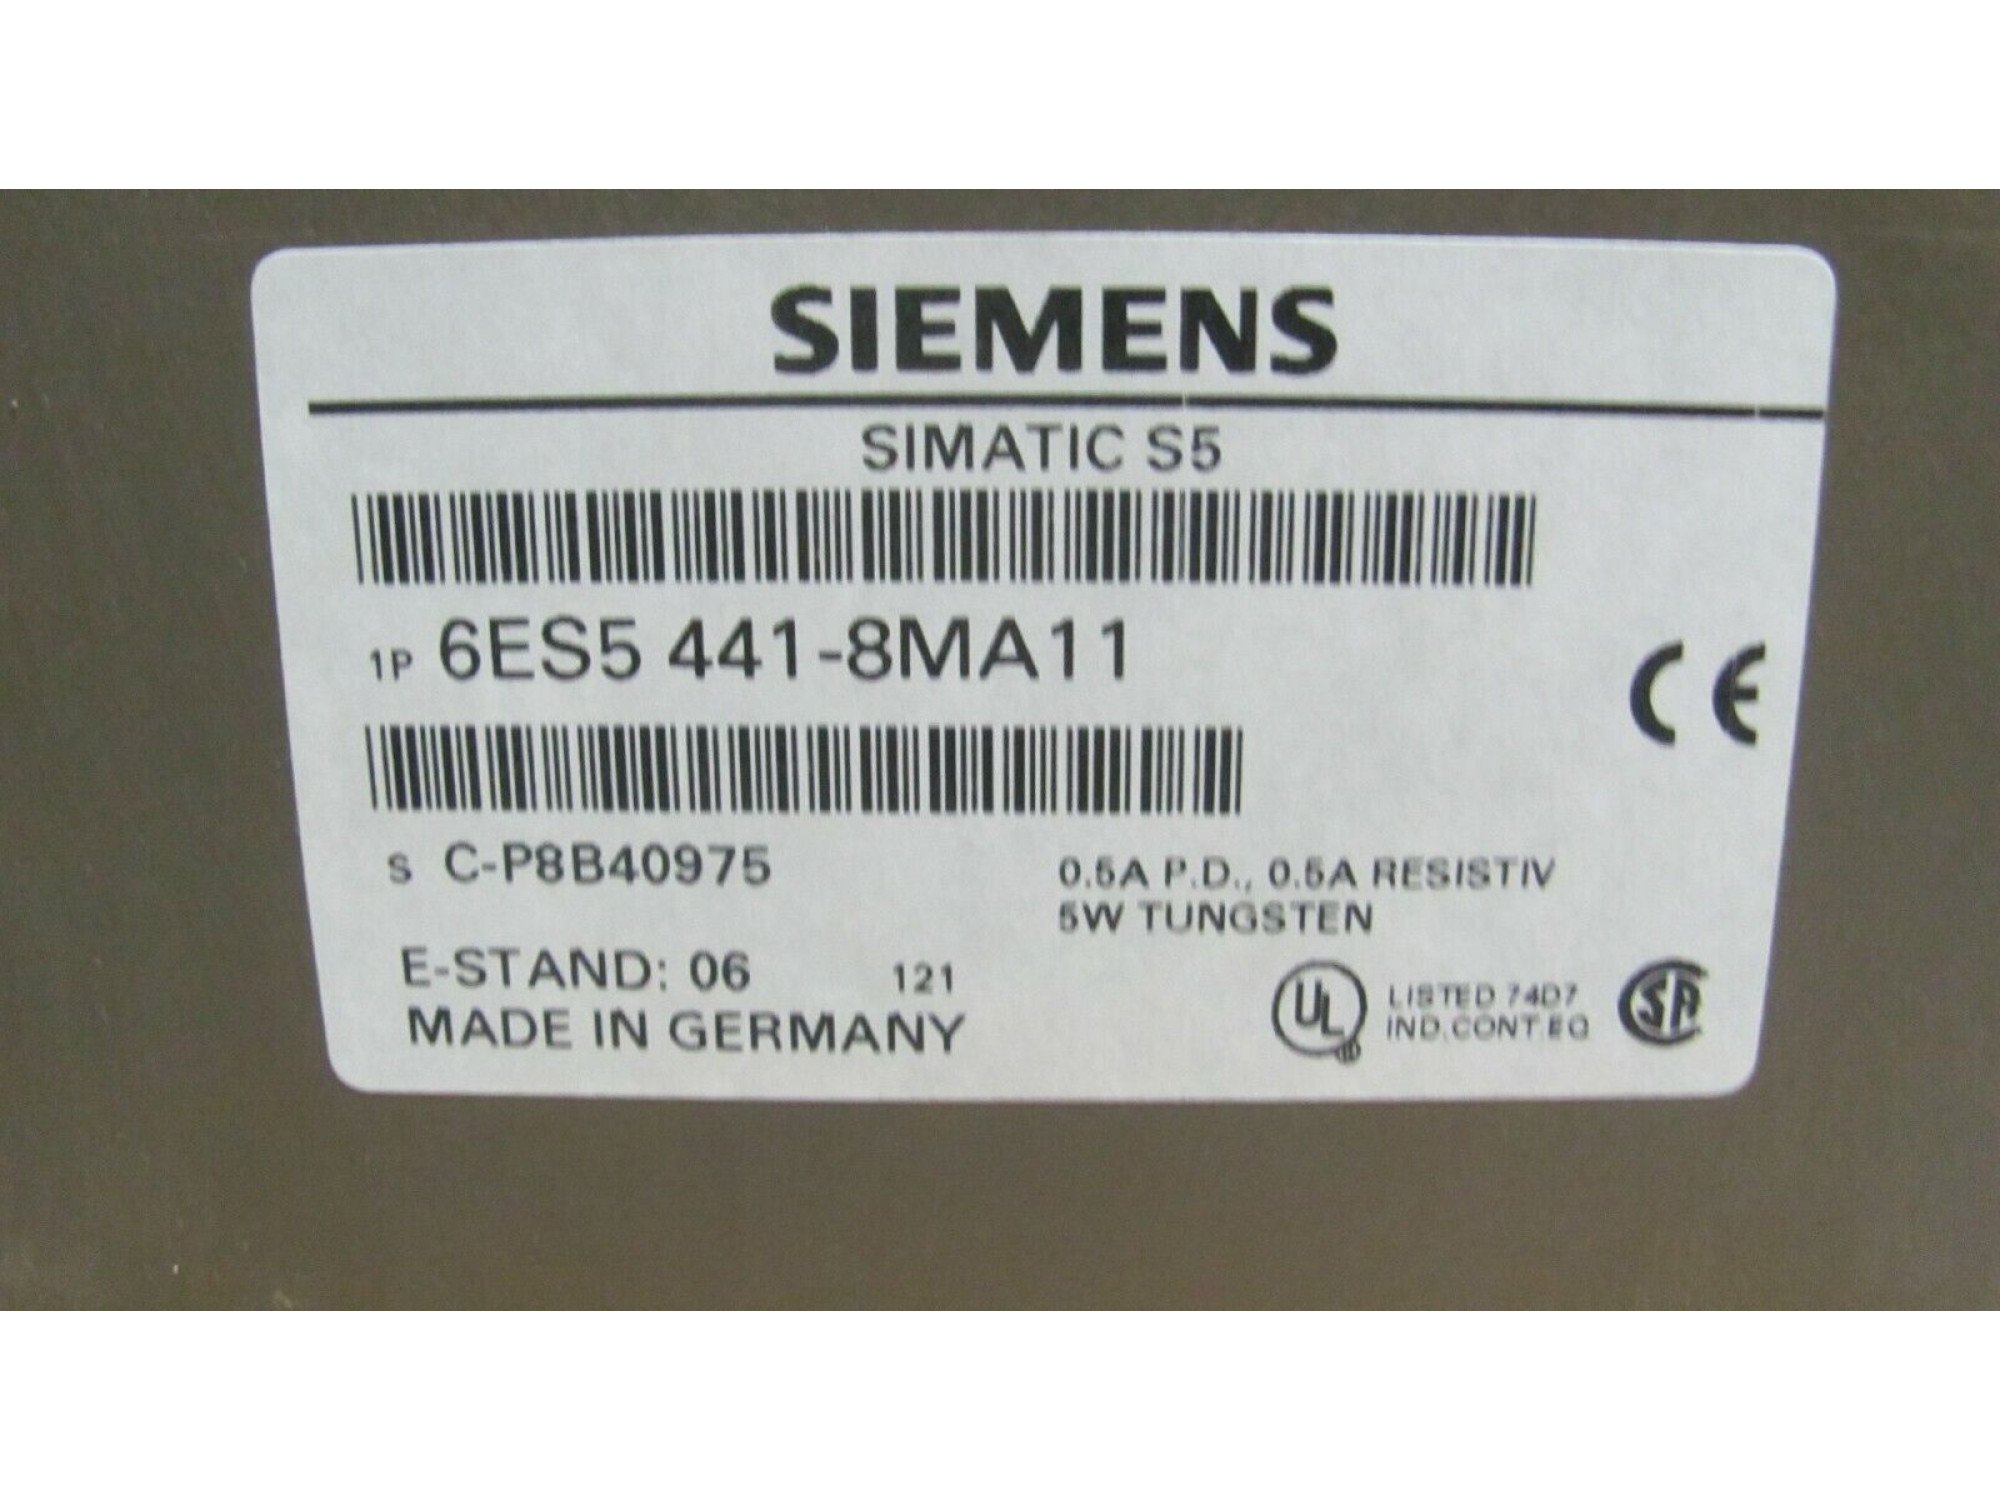 SIEMENS
SIMATIC S5
1P 6ES5 441-8MA11
S C-P8B40975
0.5A P.D., 0.5A RESISTIV
5W TUNGSTEN
E-STAND: 06 121
MADE IN GERMANY
CE
UL
LISTED 74D7
IND.CONT.EQ
SA